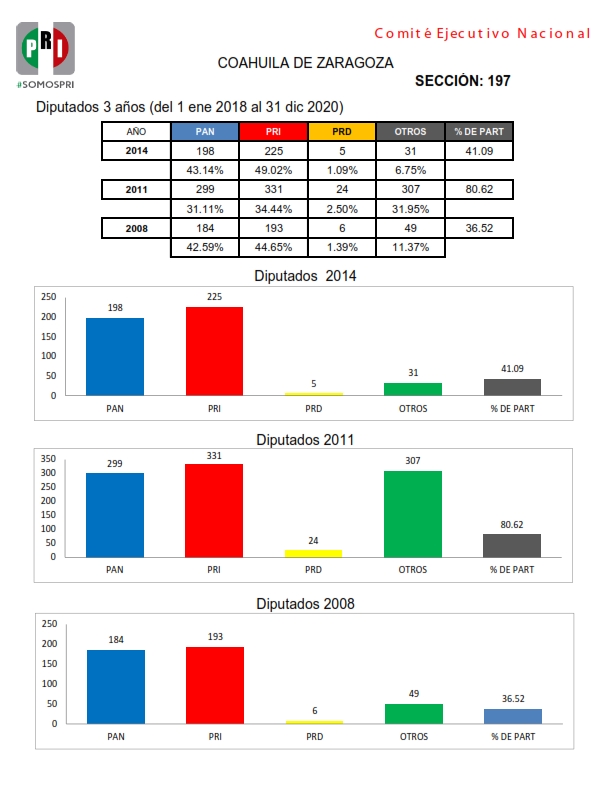 Comité Ejecutivo Nacional
PRI
#SOMOSPRI
COAHUILA DE ZARAGOZA
SECCIÓN: 197
Diputados 3 años (del 1 ene 2018 al 31 dic 2020)
AÑO PAN PRI PRD OTROS % DE PART
2014 198 225 5 31 41.09
43.14% 49.02% 1.09% 6.75%
2011 299 331 24 307 80.62
31.11% 34.44% 2.50% 31.95%
2008 184 193 6 49 36.52
42.59% 44.65% 1.39% 11.37%
Diputados 2014
250
200
150
100
50
0
198 225 5 31 41.09
PAN PRI PRD OTROS % DE PART
Diputados 2011
350
300
250
200
150
100
50
0
299 331 24 307 80.62
PAN PRI PRD OTROS % DE PART
Diputados 2008
250
200
150
100
50
0
184 193 6 49 36.52
PAN PRI PRD OTROS % DE PART